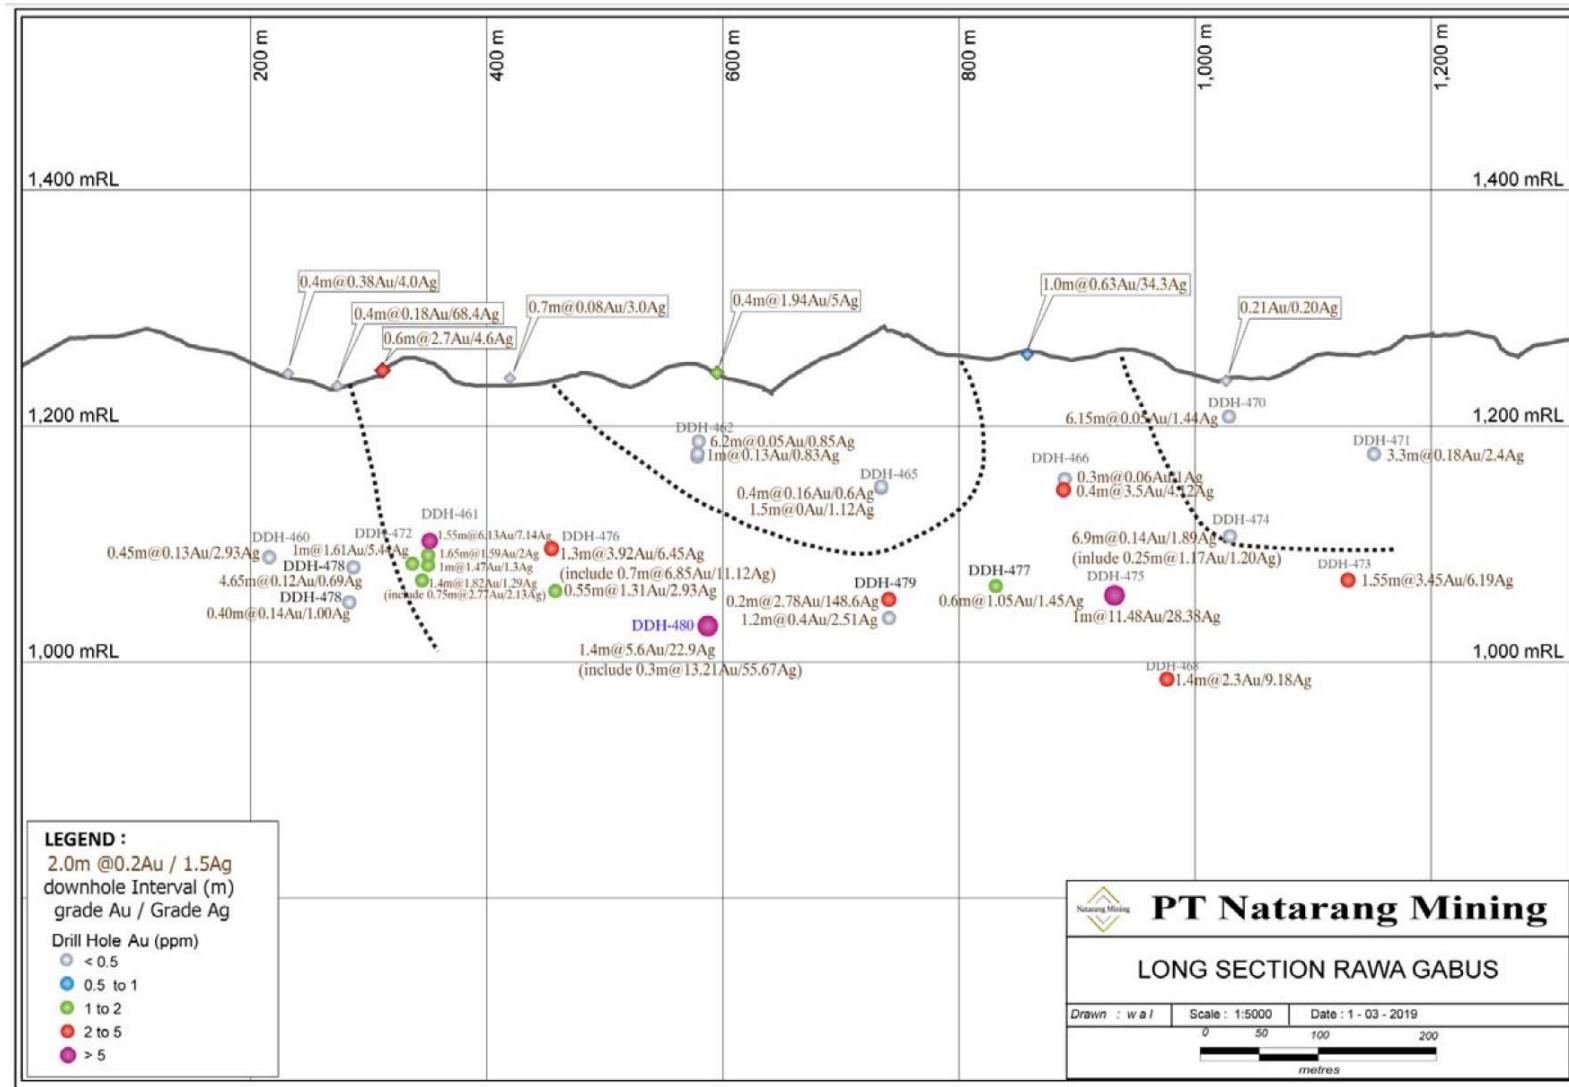 200 m
400 m
600 m
800 m
1,000 m
1,200 m
1,400 mRL
1,400 mRL
0.4m@0.38Au/4.0Ag
0.4m@0.18Au/68.4Ag
0.6m@2.7Au/4.6Ag
0.7m@0.08Au/3.0Ag
0.4m@1.94Au/5Ag
1.0m@0.63Au/34.3Ag
0.21Au/0.20Ag
1,200 mRL
1,200 mRL
DDH-470
6.15m@0.05Au/1.44Ag
DDH-462
6.2m@0.05Au/0.85Ag
1m@0.13Au/0.83Ag
DDH-471
3.3m@0.18Au/2.4Ag
DDH-465
0.4m@0.16Au/0.6Ag
1.5m@0Au/1.12Ag
DDH-466
0.3m@0.06Au/1Ag
0.4m@3.5Au/4.12Ag
DDH-474
6.9m@0.14Au/1.89Ag
(inlude 0.25m@1.17Au/1.20Ag)
DDH-460
0.45m@0.13Au/2.93Ag
DDH-472
1m@1.61Au/5.44Ag
DDH-461
1.55m@6.13Au/7.14Ag
1.65m@1.59Au/2Ag
1m@1.47Au/1.3Ag
1.4m@1.82Au/1.29Ag
(include 0.75m@2.77Au/2.13Ag)
DDH-476
1.3m@3.92Au/6.45Ag
(include 0.7m@6.85Au/11.12Ag)
0.55m@1.31Au/2.93Ag
DDH-478
4.65m@0.12Au/0.69Ag
DDH-478
0.40m@0.14Au/1.00Ag
DDH-479
0.2m@2.78Au/148.6Ag
1.2m@0.4Au/2.51Ag
DDH-477
0.6m@1.05Au/1.45Ag
DDH-475
1m@11.48Au/28.38Ag
DDH-473
1.55m@3.45Au/6.19Ag
DDH-480
1.4m@5.6Au/22.9Ag
(include 0.3m@13.21Au/55.67Ag)
1,000 mRL
1,000 mRL
DDH-468
1.4m@2.3Au/9.18Ag
LEGEND :
2.0m @0.2Au / 1.5Ag
downhole Interval (m)
grade Au / Grade Ag
Drill Hole Au (ppm)
< 0.5
0.5 to 1
1 to 2
2 to 5
> 5
Natarang Mining
PT Natarang Mining
LONG SECTION RAWA GABUS
Drawn : w a l
Scale : 1:5000
Date : 1 - 03 - 2019
0 50 100 200
metres